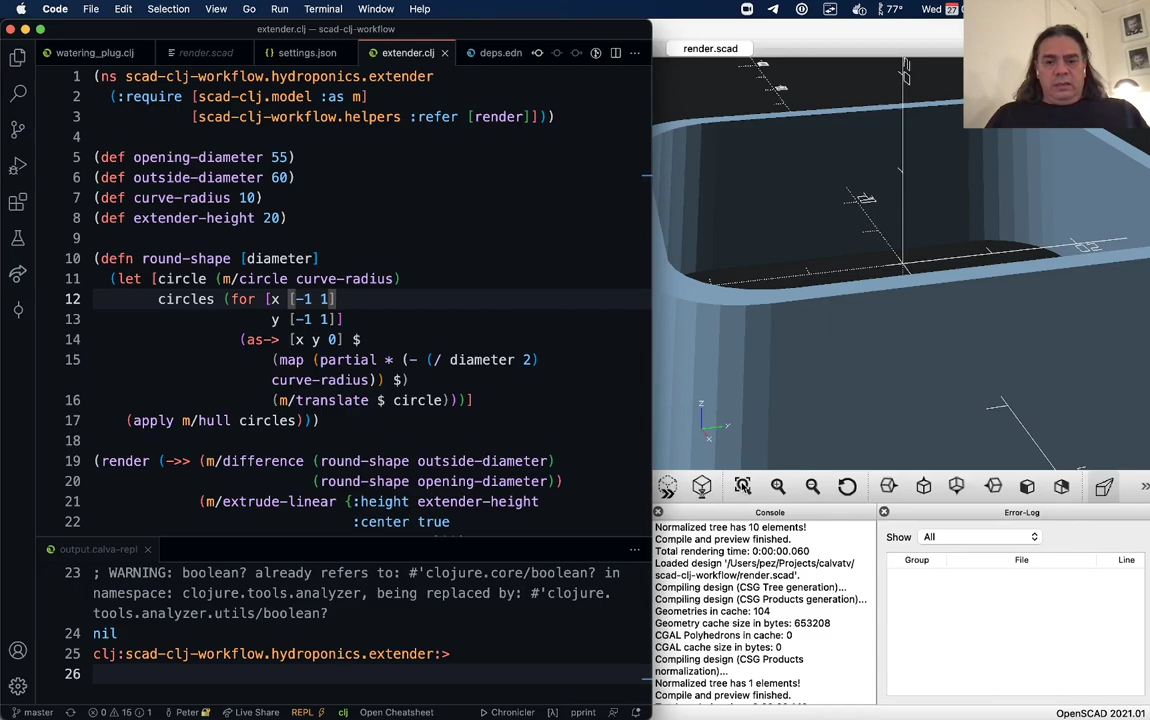 Code File Edit Selection View Go Run Terminal Window Help 77° Wed 27
extender.clj — scad-clj-workflow
watering_plug.clj render.scad settings.json extender.clj deps.edn
render.scad
1 (ns scad-clj-workflow.hydroponics.extender
2 (:require [scad-clj.model :as m]
3 [scad-clj-workflow.helpers :refer [render]]))
4
5 (def opening-diameter 55)
6 (def outside-diameter 60)
7 (def curve-radius 10)
8 (def extender-height 20)
9
10 (defn round-shape [diameter]
11 (let [circle (m/circle curve-radius)
12 circles (for [x [-1 1]
13 y [-1 1]]
14 (as-> [x y 0] $
15 (map (partial * (- (/ diameter 2)
curve-radius)) $)
16 (m/translate $ circle)))]
17 (apply m/hull circles)))
18
19 (render (->> (m/difference (round-shape outside-diameter)
20 (round-shape opening-diameter))
21 (m/extrude-linear {:height extender-height
22 :center true
output.calva-repl
23 ; WARNING: boolean? already refers to: #'clojure.core/boolean? in
namespace: clojure.tools.analyzer, being replaced by: #'clojure.
tools.analyzer.utils/boolean?
24 nil
25 clj:scad-clj-workflow.hydroponics.extender:>
26
Z
Y
X
Console
Normalized tree has 10 elements!
Compile and preview finished.
Total rendering time: 0:00:00.060
Loaded design '/Users/pez/Projects/calvatv/
scad-clj-workflow/render.scad'.
Compiling design (CSG Tree generation)...
Compiling design (CSG Products generation)...
Geometries in cache: 104
Geometry cache size in bytes: 653208
CGAL Polyhedrons in cache: 0
CGAL cache size in bytes: 0
Compiling design (CSG Products
normalization)...
Normalized tree has 1 elements!
Compile and preview finished.
Error-Log
Show All
Group File Line
master 0 15 1 Peter Live Share REPL clj Open Cheatsheet Chronicler [λ] pprint
OpenSCAD 2021.01